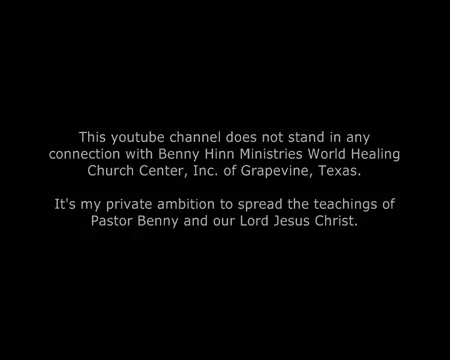 This youtube channel does not stand in any
connection with Benny Hinn Ministries World Healing
Church Center, Inc. of Grapevine, Texas.
It's my private ambition to spread the teachings of
Pastor Benny and our Lord Jesus Christ.